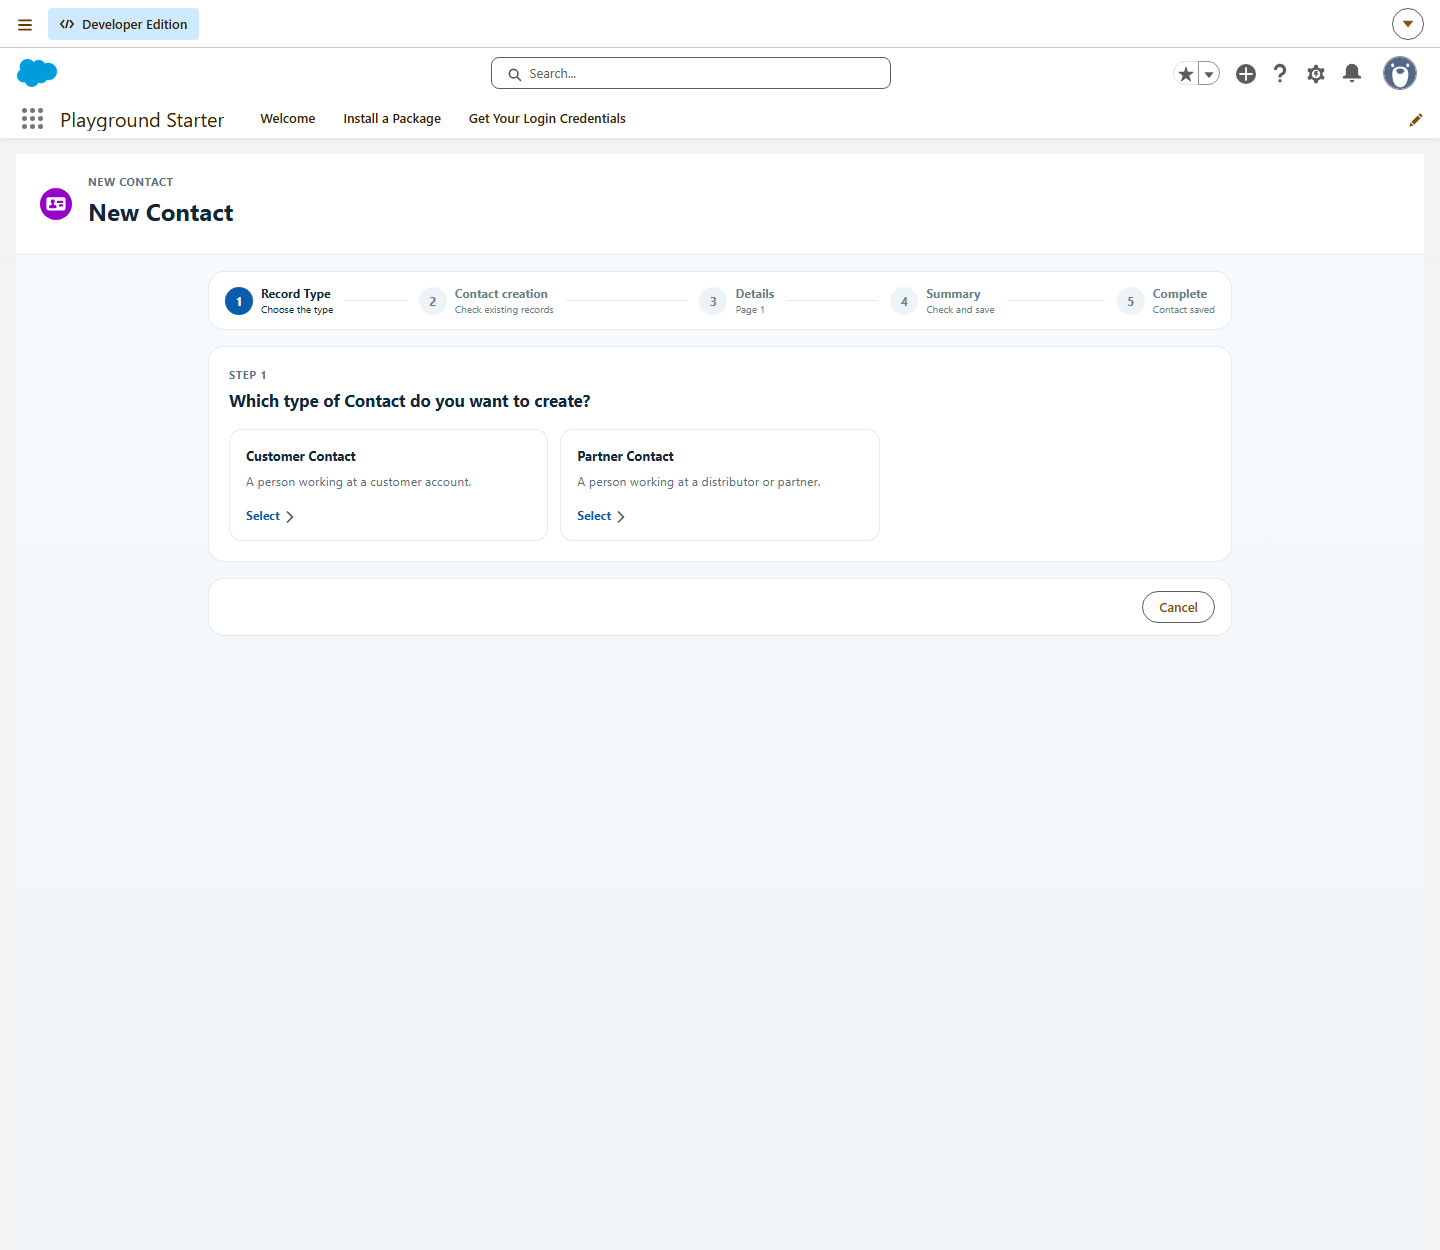 Developer Edition
Search...
Playground Starter
Welcome
Install a Package
Get Your Login Credentials
NEW CONTACT
New Contact
1
Record Type
Choose the type
2
Contact creation
Check existing records
3
Details
Page 1
4
Summary
Check and save
5
Complete
Contact saved
STEP 1
Which type of Contact do you want to create?
Customer Contact
A person working at a customer account.
Select
Partner Contact
A person working at a distributor or partner.
Select
Cancel